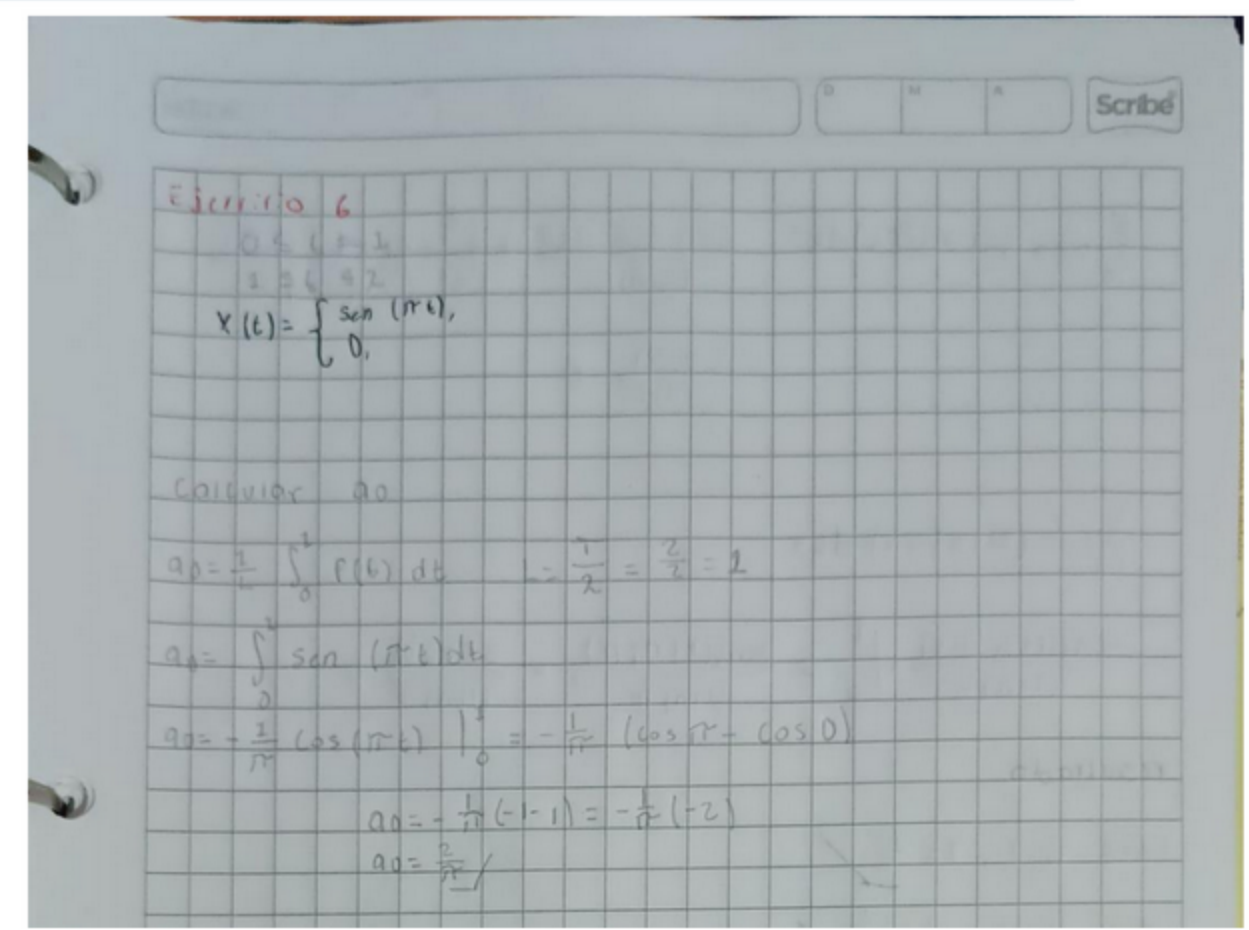 D M A
Scribe
Ejercicio 6
0 ≤ t ≤ 1
1 ≤ t ≤ 2
X(t) = { sen (πt),
0,
Calcular a0
a0 = 1/L ∫₀¹ f(t) dt L = T/2 = 2/2 = 1
a0 = ∫₀¹ sen (πt) dt
a0 = - 1/π cos (πt) |₀¹ = - 1/π (cos π - cos 0)
a0 = - 1/π (-1-1) = - 1/π (-2)
a0 = 2/π